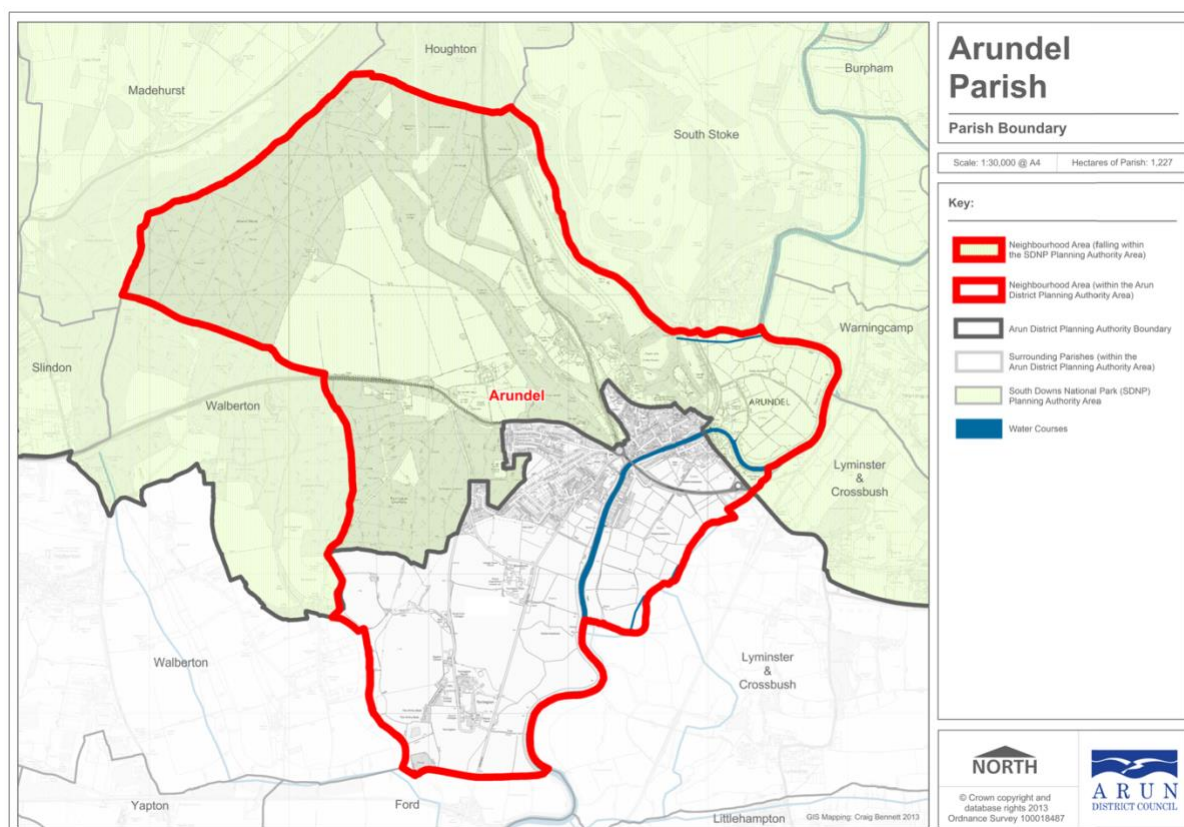 Houghton
Madehurst
Burpham
South Stoke
Warningcamp
Slindon
Walberton
Arundel
ARUNDEL
Lyminster
& Crossbush
Walberton
Lyminster
& Crossbush
Yapton
Ford
Littlehampton
GIS Mapping: Craig Bennett 2013
Arundel
Parish
Parish Boundary
Scale: 1:30,000 @ A4
Hectares of Parish: 1,227
Key:
Neighbourhood Area (falling within
the SDNP Planning Authority Area)
Neighbourhood Area (within the Arun
District Planning Authority Area)
Arun District Planning Authority Boundary
Surrounding Parishes (within the
Arun District Planning Authority Area)
South Downs National Park (SDNP)
Planning Authority Area
Water Courses
NORTH
© Crown copyright and
database rights 2013
Ordnance Survey 100018487
ARUN
DISTRICT COUNCIL